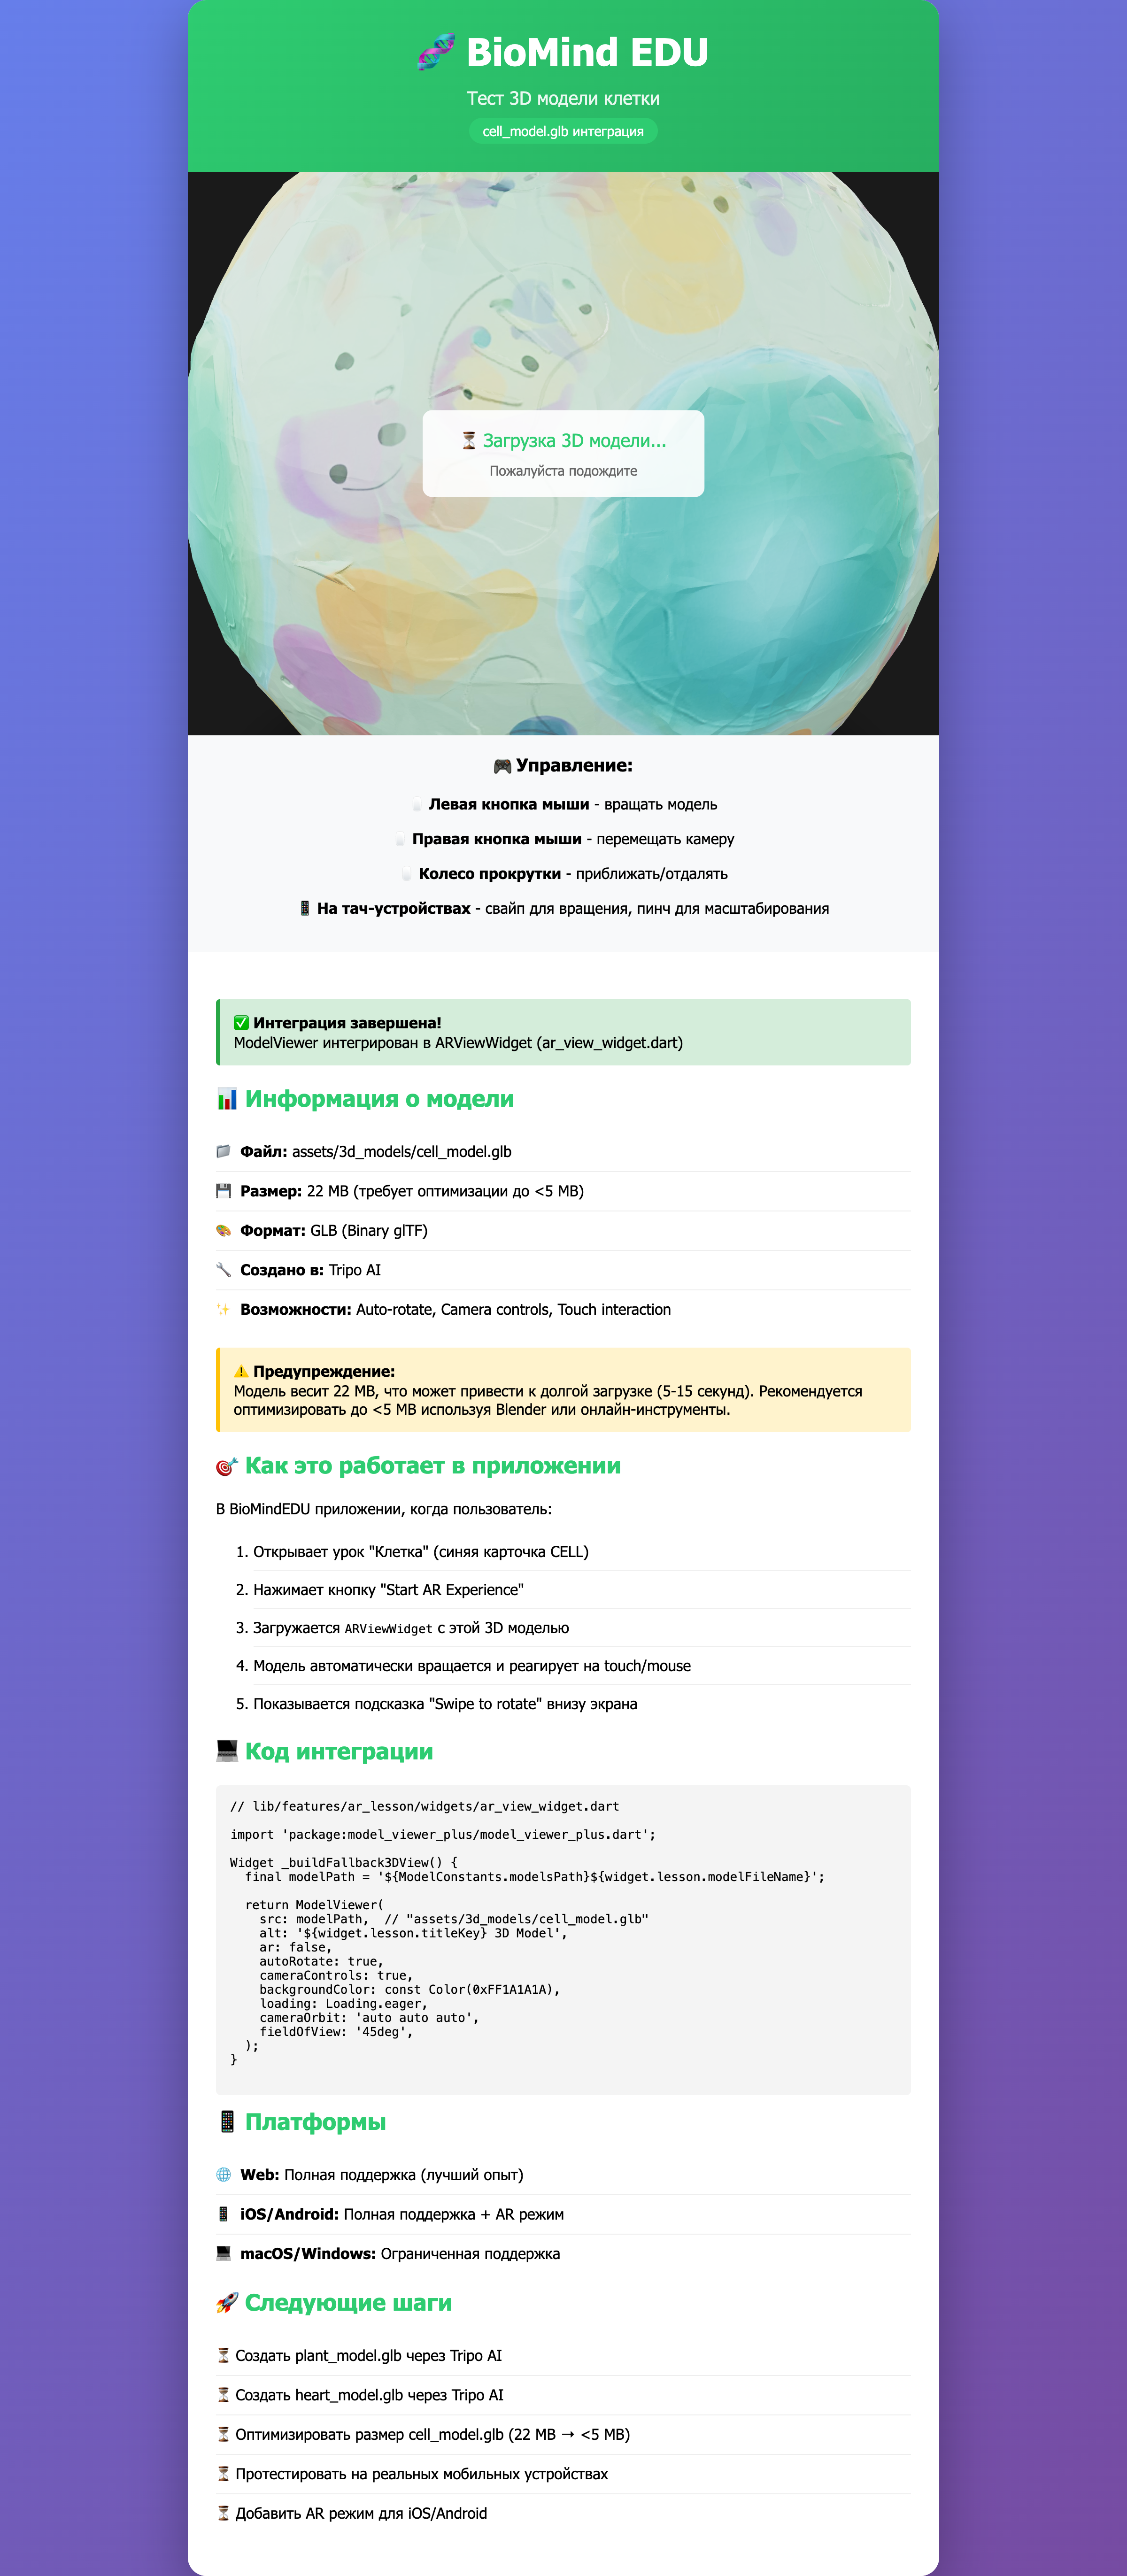 🧬 BioMind EDU
Тест 3D модели клетки
cell_model.glb интеграция
⏳ Загрузка 3D модели...
Пожалуйста подождите
🎮 Управление:
🖱️ Левая кнопка мыши - вращать модель
🖱️ Правая кнопка мыши - перемещать камеру
🖱️ Колесо прокрутки - приближать/отдалять
📱 На тач-устройствах - свайп для вращения, пинч для масштабирования
✅ Интеграция завершена!
ModelViewer интегрирован в ARViewWidget (ar_view_widget.dart)
📊 Информация о модели
📁 Файл: assets/3d_models/cell_model.glb
💾 Размер: 22 MB (требует оптимизации до <5 MB)
🎨 Формат: GLB (Binary glTF)
🔧 Создано в: Tripo AI
✨ Возможности: Auto-rotate, Camera controls, Touch interaction
⚠️ Предупреждение:
Модель весит 22 MB, что может привести к долгой загрузке (5-15 секунд). Рекомендуется
оптимизировать до <5 MB используя Blender или онлайн-инструменты.
🎯 Как это работает в приложении
В BioMindEDU приложении, когда пользователь:
1. Открывает урок "Клетка" (синяя карточка CELL)
2. Нажимает кнопку "Start AR Experience"
3. Загружается ARViewWidget с этой 3D моделью
4. Модель автоматически вращается и реагирует на touch/mouse
5. Показывается подсказка "Swipe to rotate" внизу экрана
💻 Код интеграции
// lib/features/ar_lesson/widgets/ar_view_widget.dart
import 'package:model_viewer_plus/model_viewer_plus.dart';
Widget _buildFallback3DView() {
  final modelPath = '${ModelConstants.modelsPath}${widget.lesson.modelFileName}';
  return ModelViewer(
    src: modelPath,  // "assets/3d_models/cell_model.glb"
    alt: '${widget.lesson.titleKey} 3D Model',
    ar: false,
    autoRotate: true,
    cameraControls: true,
    backgroundColor: const Color(0xFF1A1A1A),
    loading: Loading.eager,
    cameraOrbit: 'auto auto auto',
    fieldOfView: '45deg',
  );
}
📱 Платформы
🌐 Web: Полная поддержка (лучший опыт)
📱 iOS/Android: Полная поддержка + AR режим
💻 macOS/Windows: Ограниченная поддержка
🚀 Следующие шаги
⏳ Создать plant_model.glb через Tripo AI
⏳ Создать heart_model.glb через Tripo AI
⏳ Оптимизировать размер cell_model.glb (22 MB → <5 MB)
⏳ Протестировать на реальных мобильных устройствах
⏳ Добавить AR режим для iOS/Android